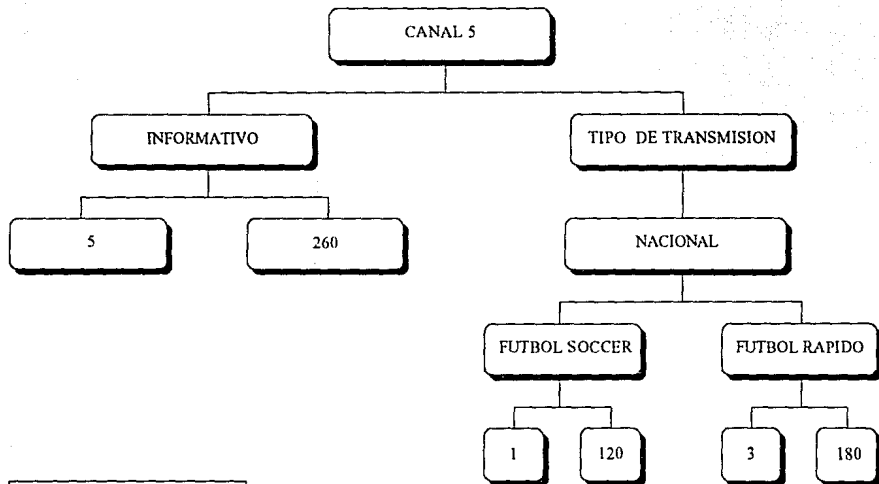 CANAL 5
INFORMATIVO
TIPO DE TRANSMISION
5
260
NACIONAL
FUTBOL SOCCER
FUTBOL RAPIDO
1
120
3
180